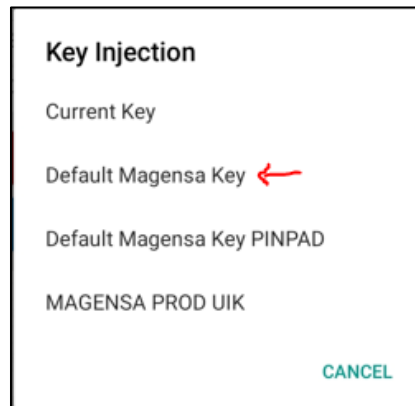 Key Injection
Current Key
Default Magensa Key
Default Magensa Key PINPAD
MAGENSA PROD UIK
CANCEL